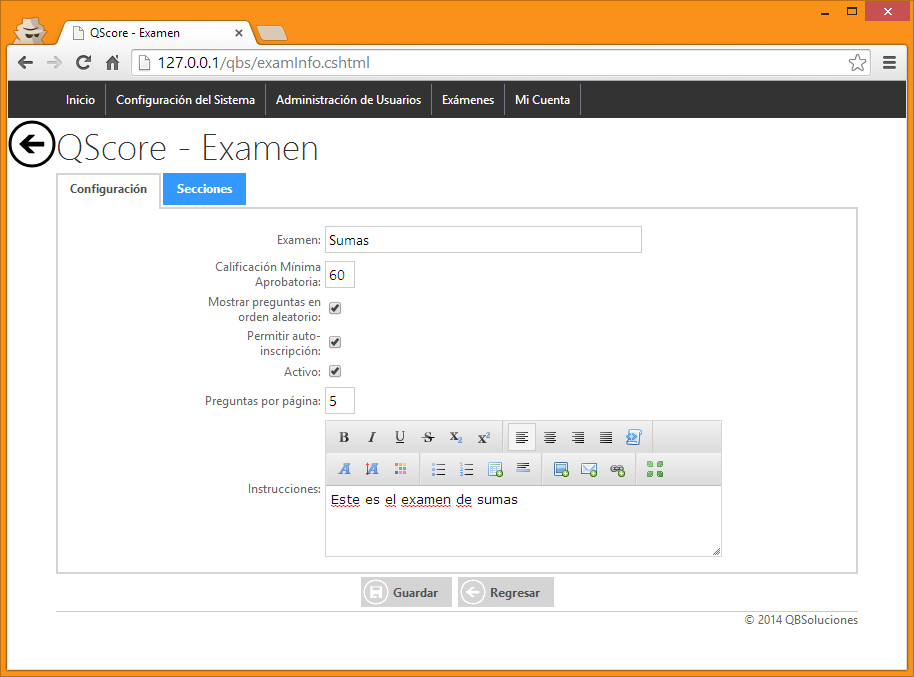 QScore - Examen
127.0.0.1/qbs/examInfo.cshtml
Inicio Configuración del Sistema Administración de Usuarios Exámenes Mi Cuenta
QScore - Examen
Configuración Secciones
Examen: Sumas
Calificación Mínima
Aprobatoria: 60
Mostrar preguntas en
orden aleatorio:
Permitir auto-
inscripción:
Activo:
Preguntas por página: 5
B I U S X₂ X²
A A
Instrucciones:
Este es el examen de sumas
Guardar Regresar
© 2014 QBSoluciones